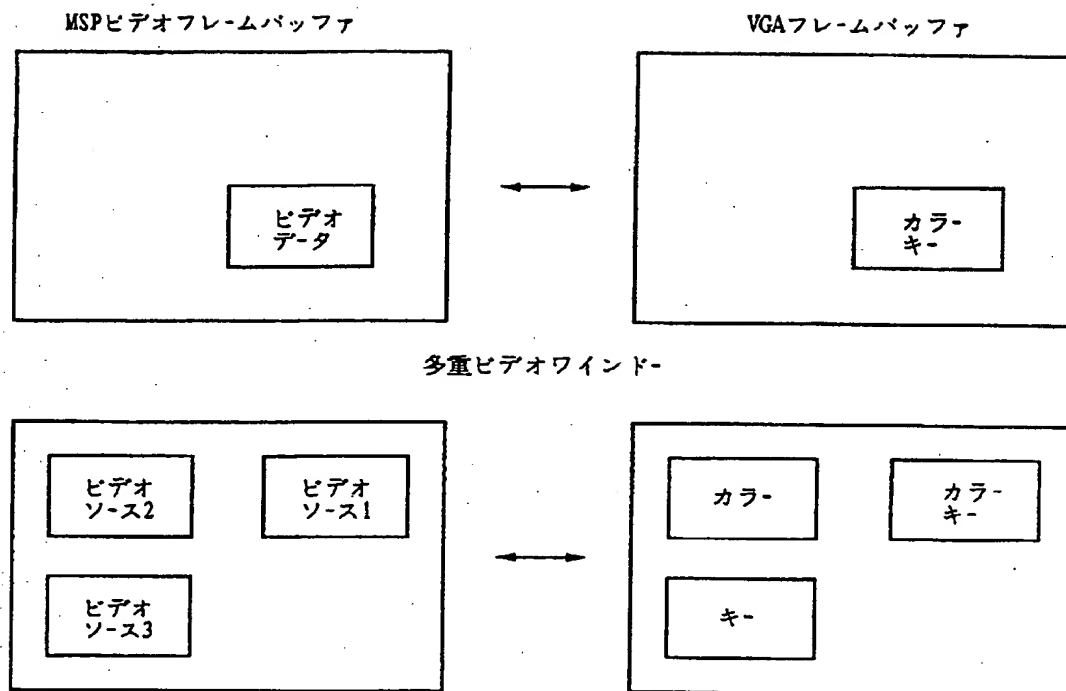 MSPビデオフレームバッファ
VGAフレームバッファ
ビデオ
データ
カラー
キー
多重ビデオワインドー
ビデオ
ソース2
ビデオ
ソース1
カラー
カラー
キー
ビデオ
ソース3
キー